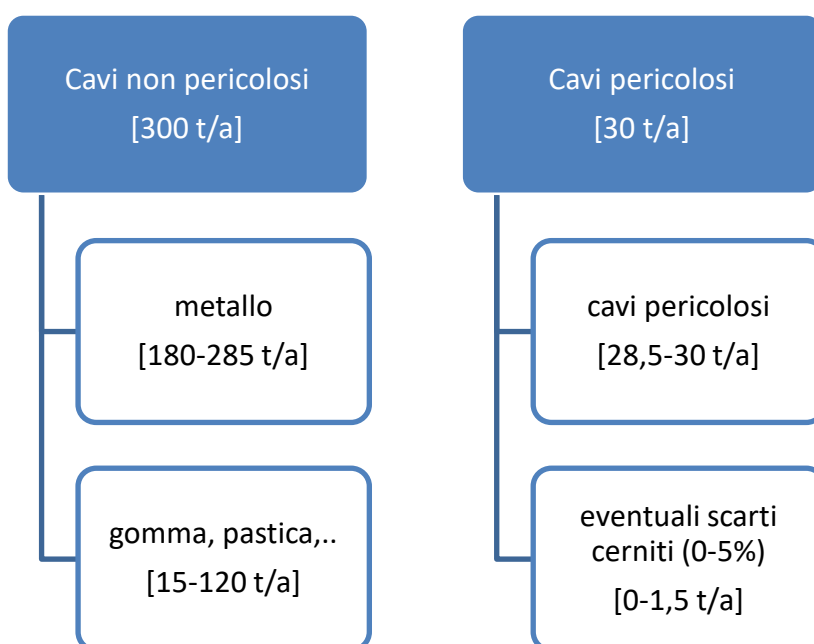 Cavi non pericolosi
[300 t/a]
metallo
[180-285 t/a]
gomma, pastica,..
[15-120 t/a]
Cavi pericolosi
[30 t/a]
cavi pericolosi
[28,5-30 t/a]
eventuali scarti
cerniti (0-5%)
[0-1,5 t/a]